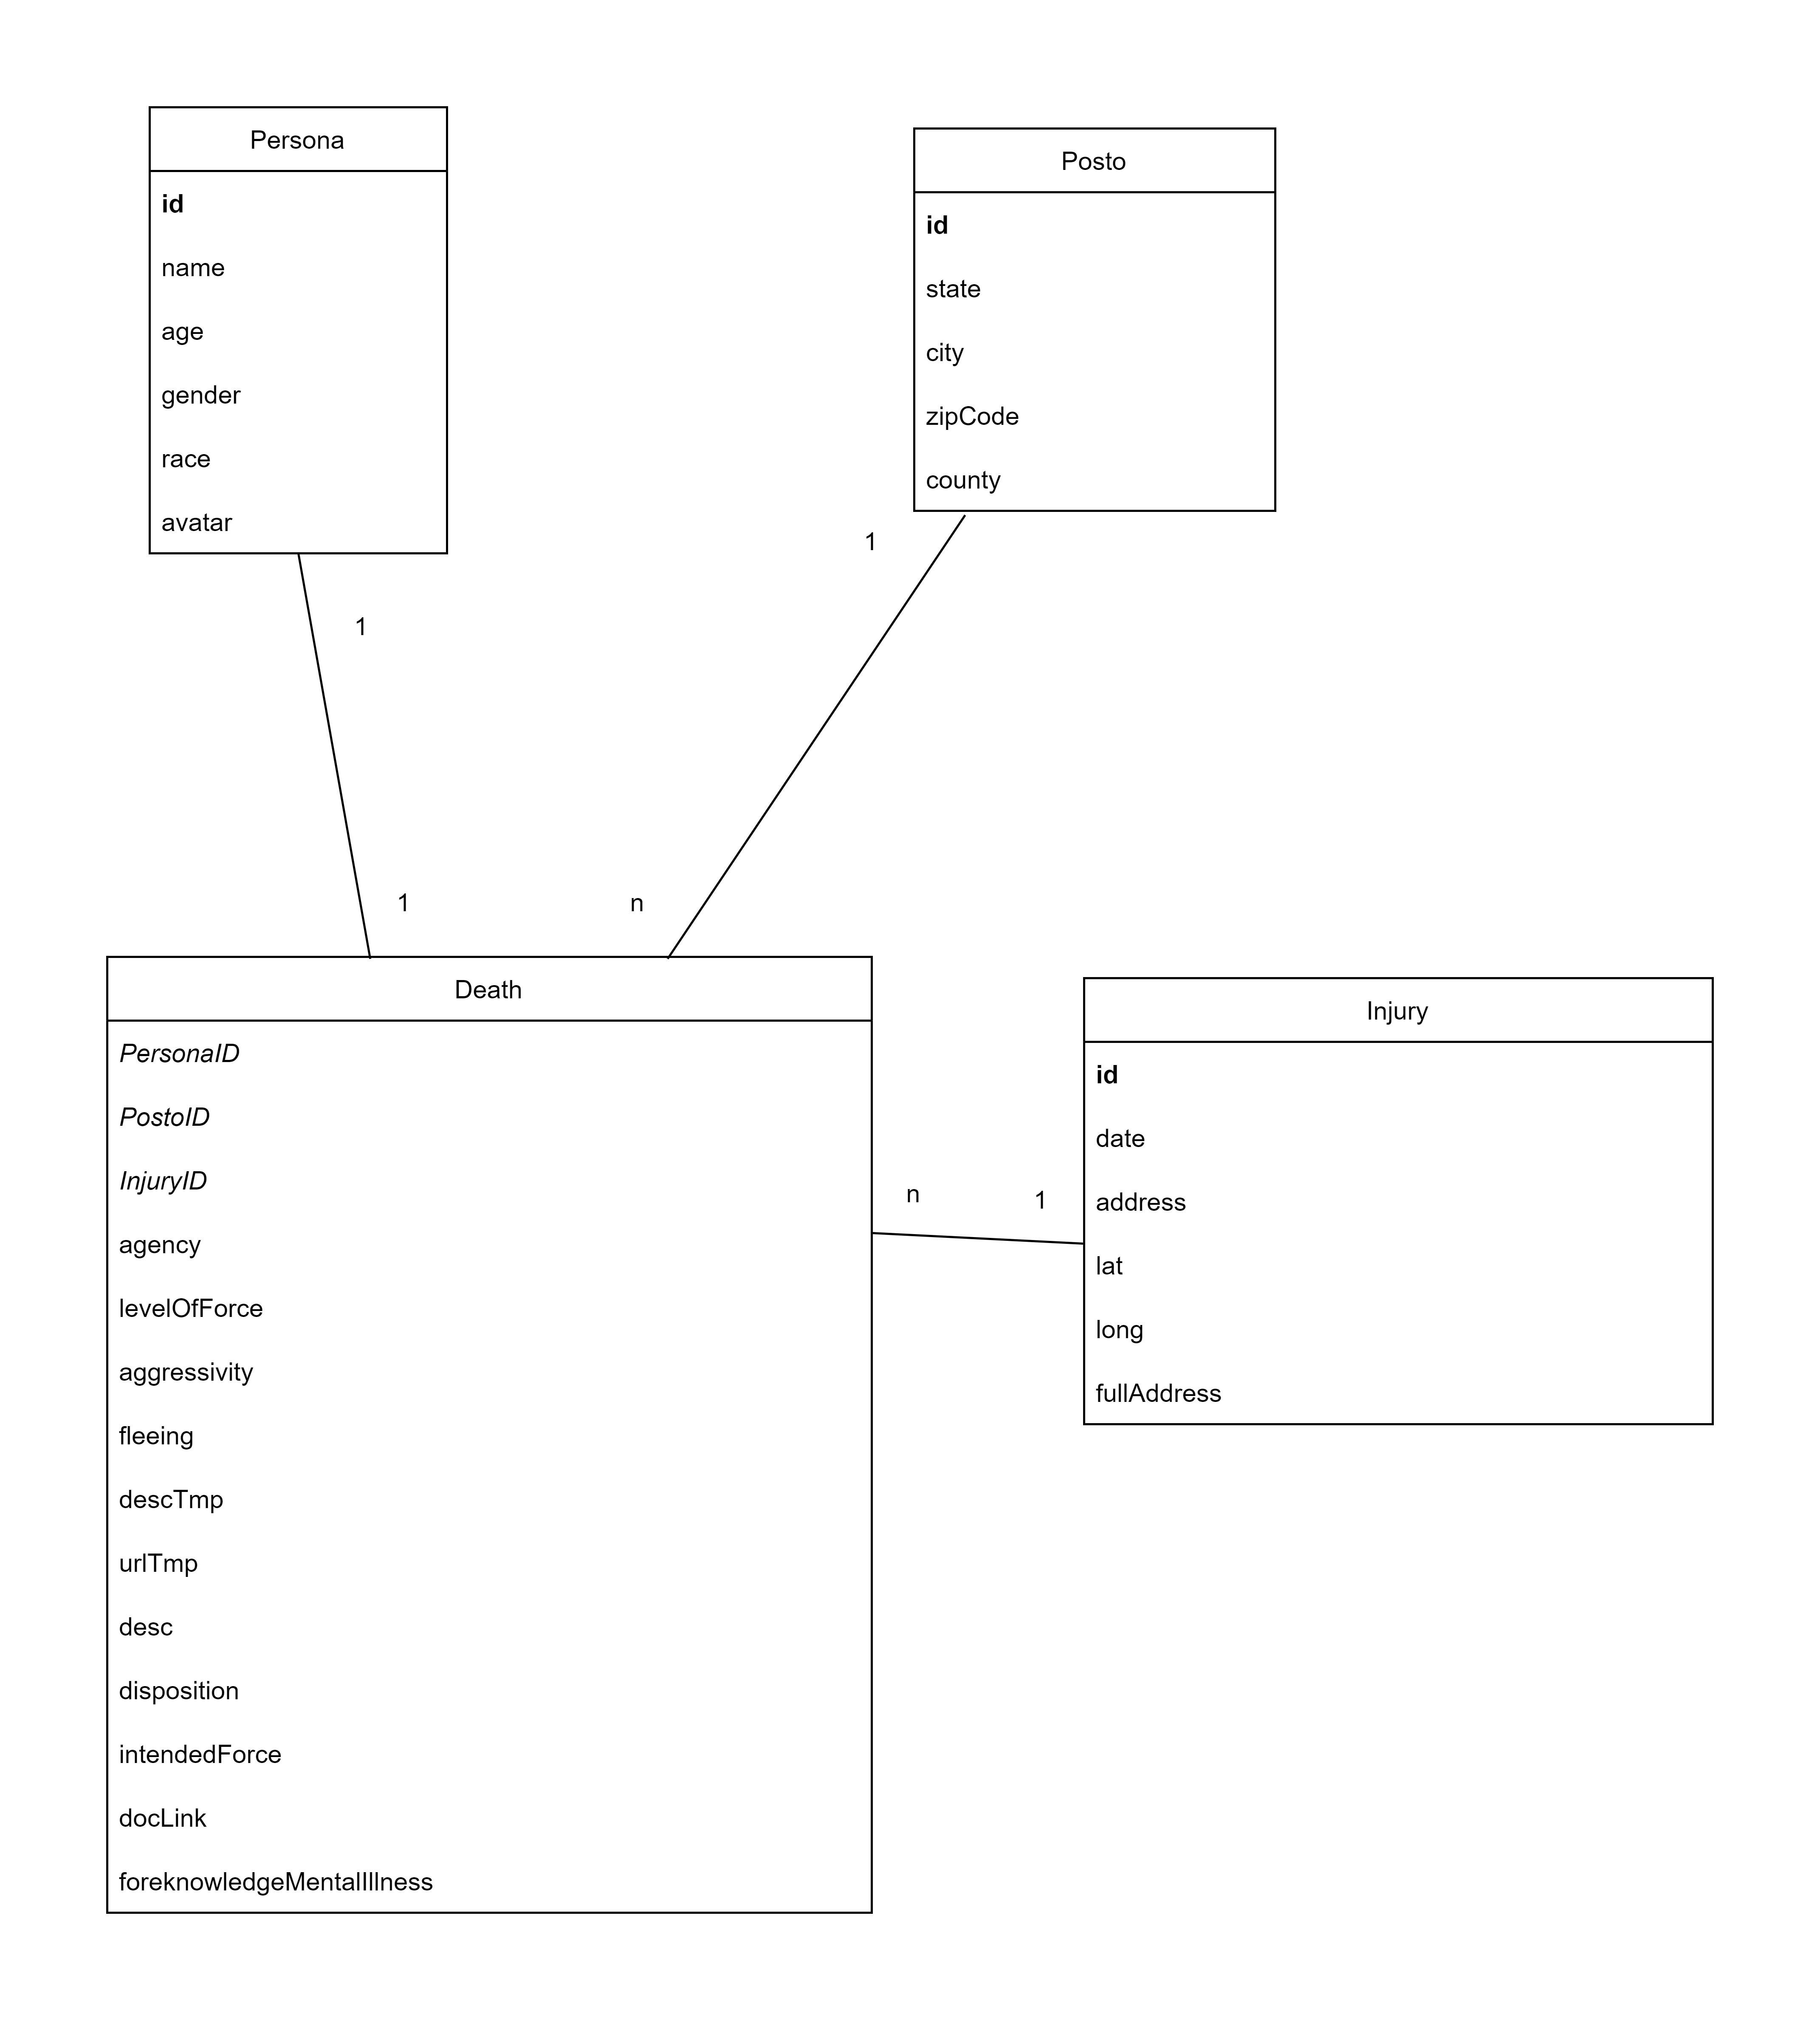 Persona
id
name
age
gender
race
avatar
Posto
id
state
city
zipCode
county
1
1
1
n
Death
PersonaID
PostoID
InjuryID
agency
levelOfForce
aggressivity
fleeing
descTmp
urlTmp
desc
disposition
intendedForce
docLink
foreknowledgeMentalIllness
n
1
Injury
id
date
address
lat
long
fullAddress